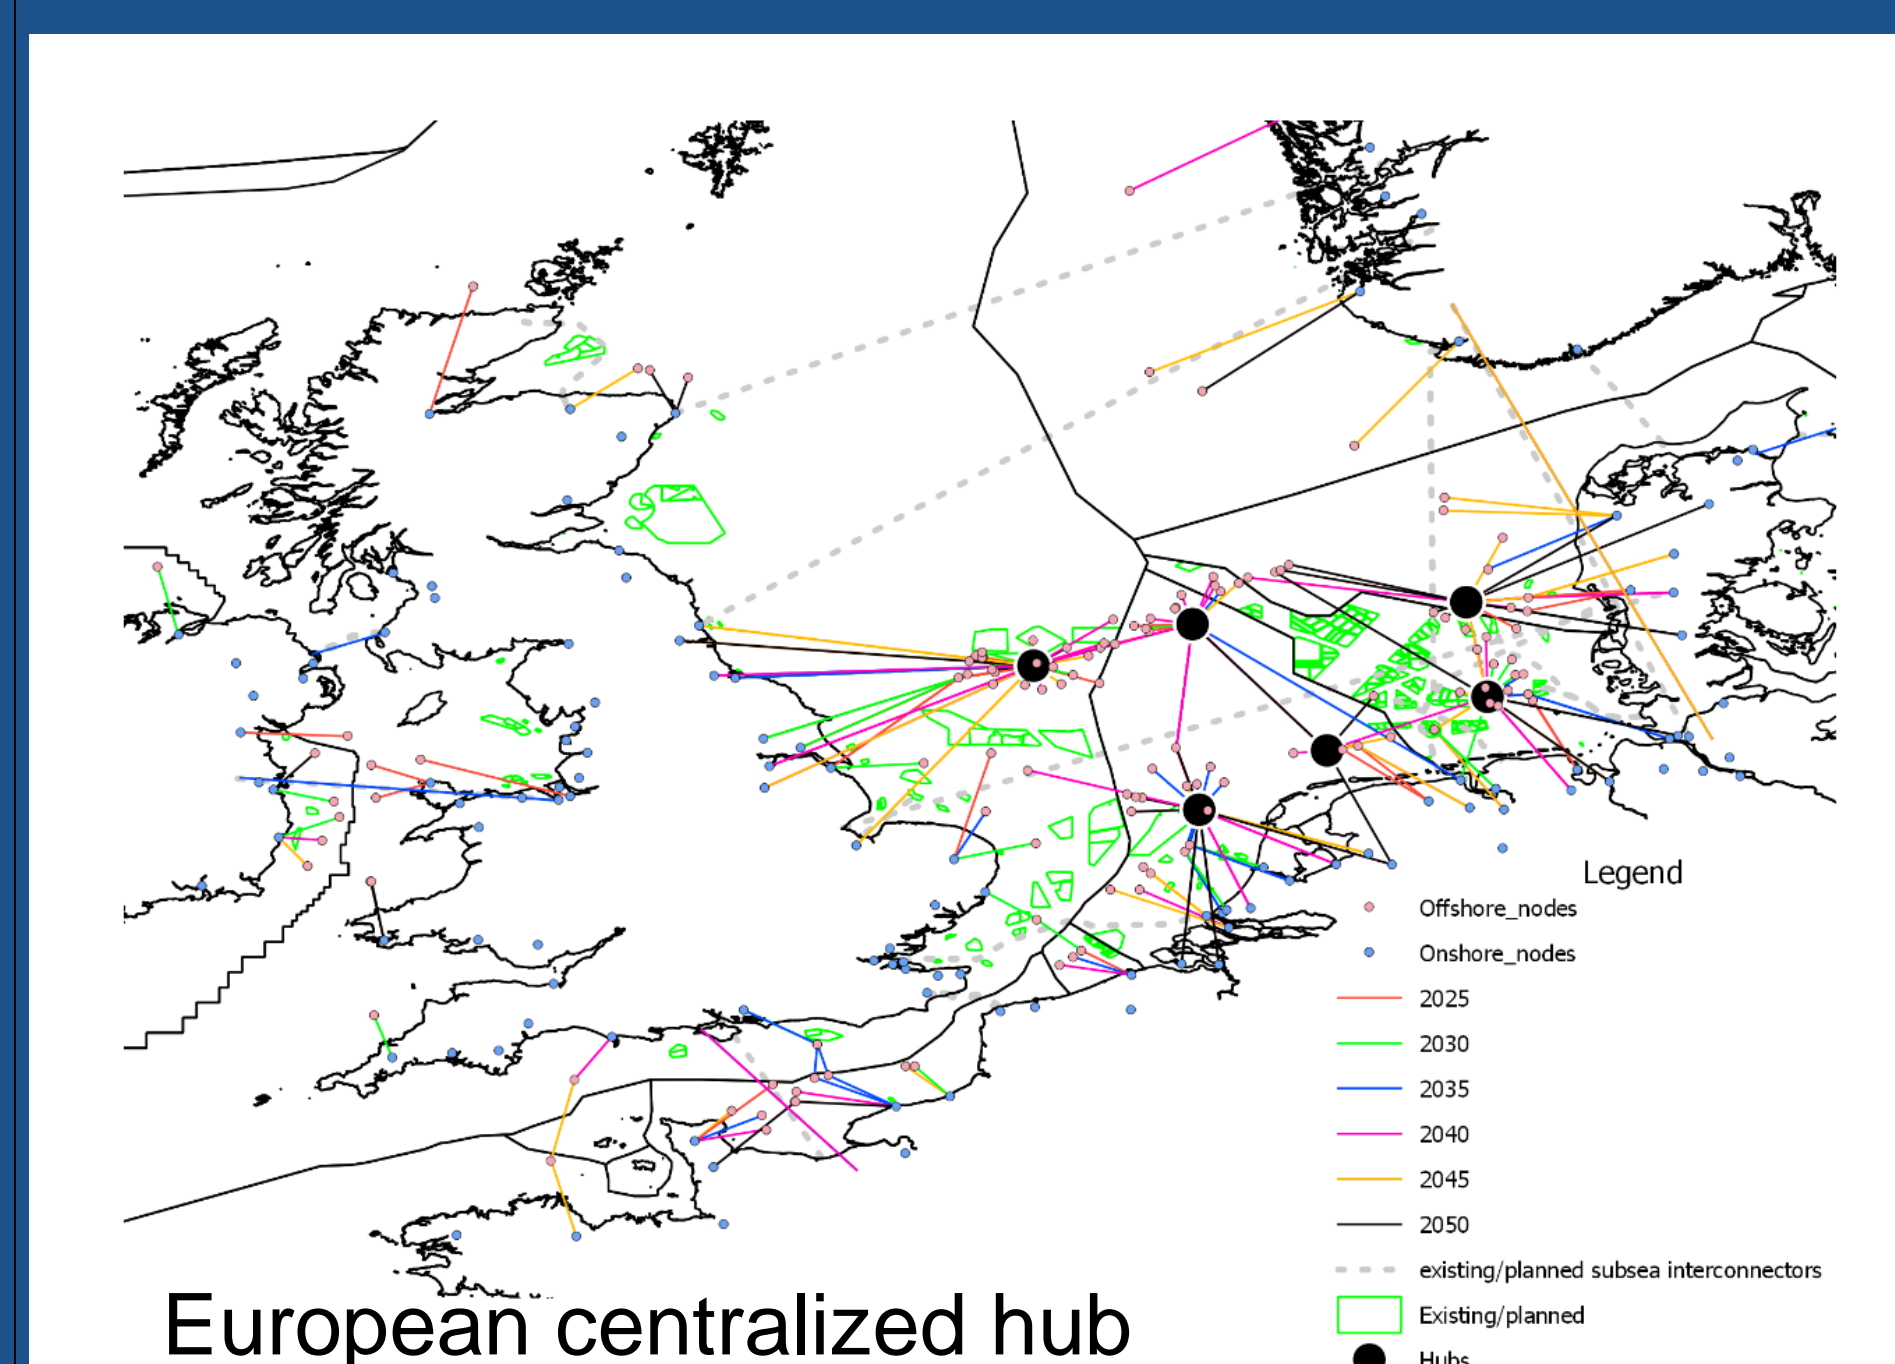 Legend
Offshore_nodes
Onshore_nodes
2025
2030
2035
2040
2045
2050
existing/planned subsea interconnectors
Existing/planned
Hubs
European centralized hub